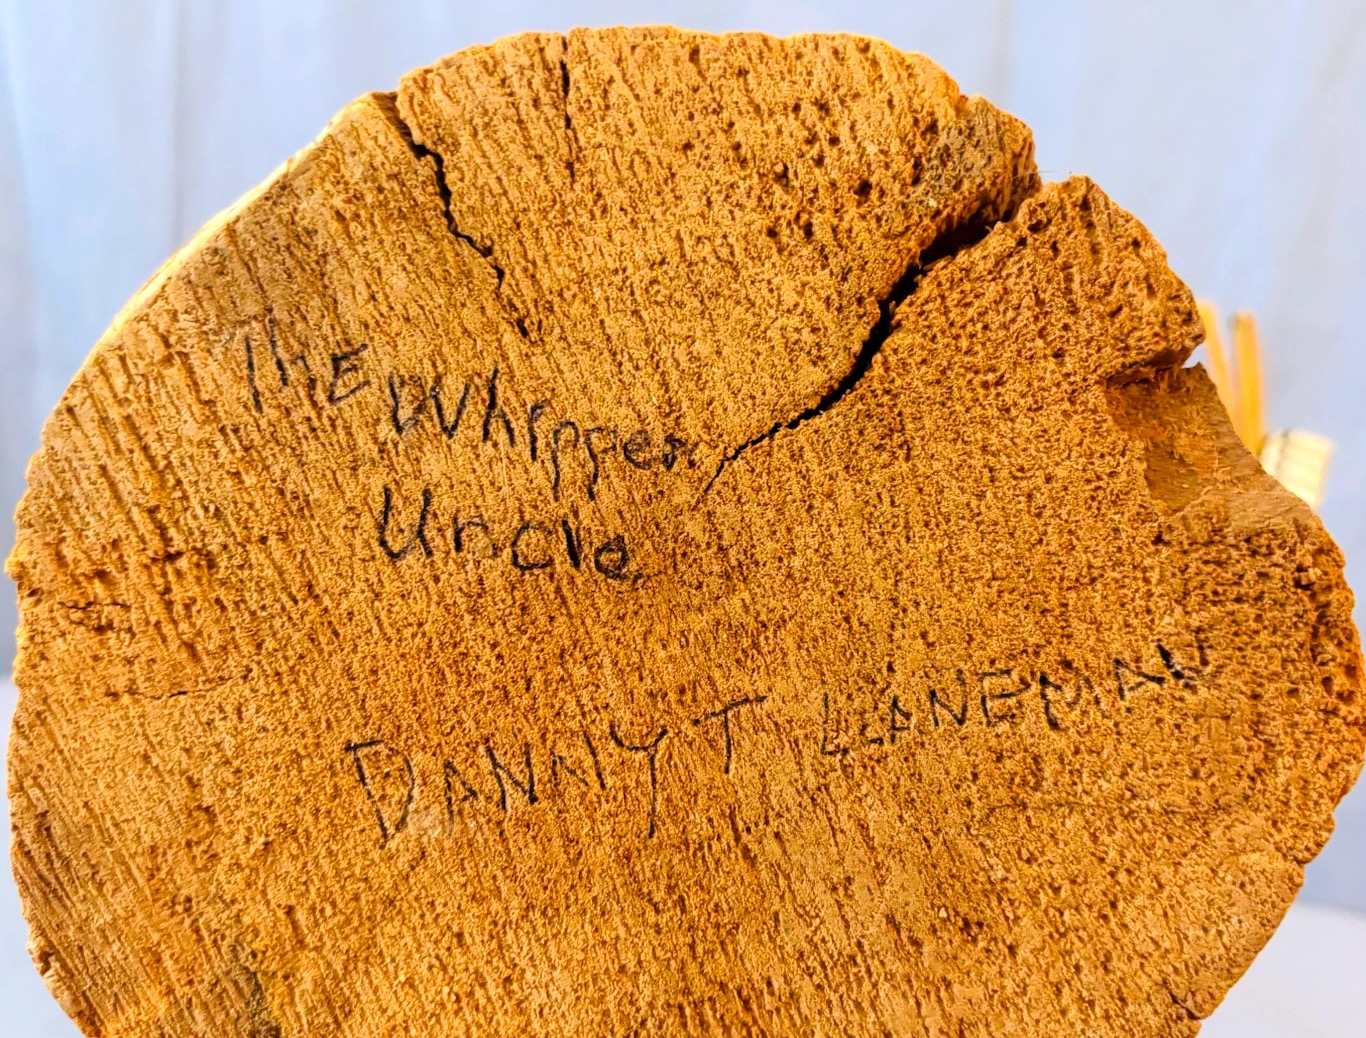 The Whipper
Uncle
DANNY T LANEMAN